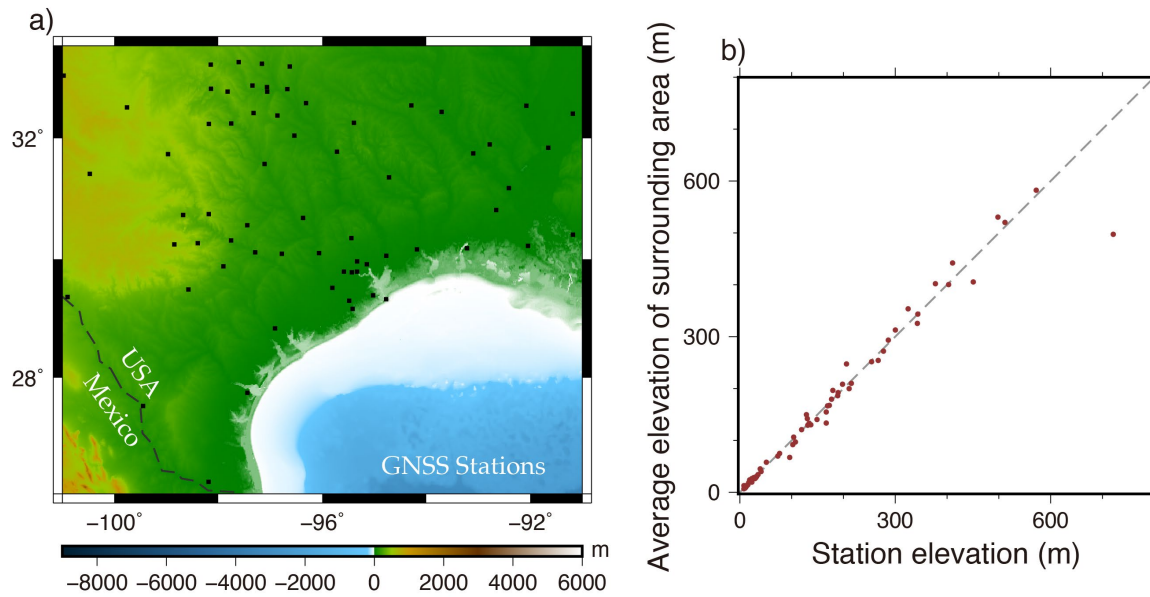 a)
32°
28°
USA
Mexico
GNSS Stations
−100° −96° −92°
m
−8000 −6000 −4000 −2000 0 2000 4000 6000
b)
Average elevation of surrounding area (m)
600
300
0
0 300 600
Station elevation (m)